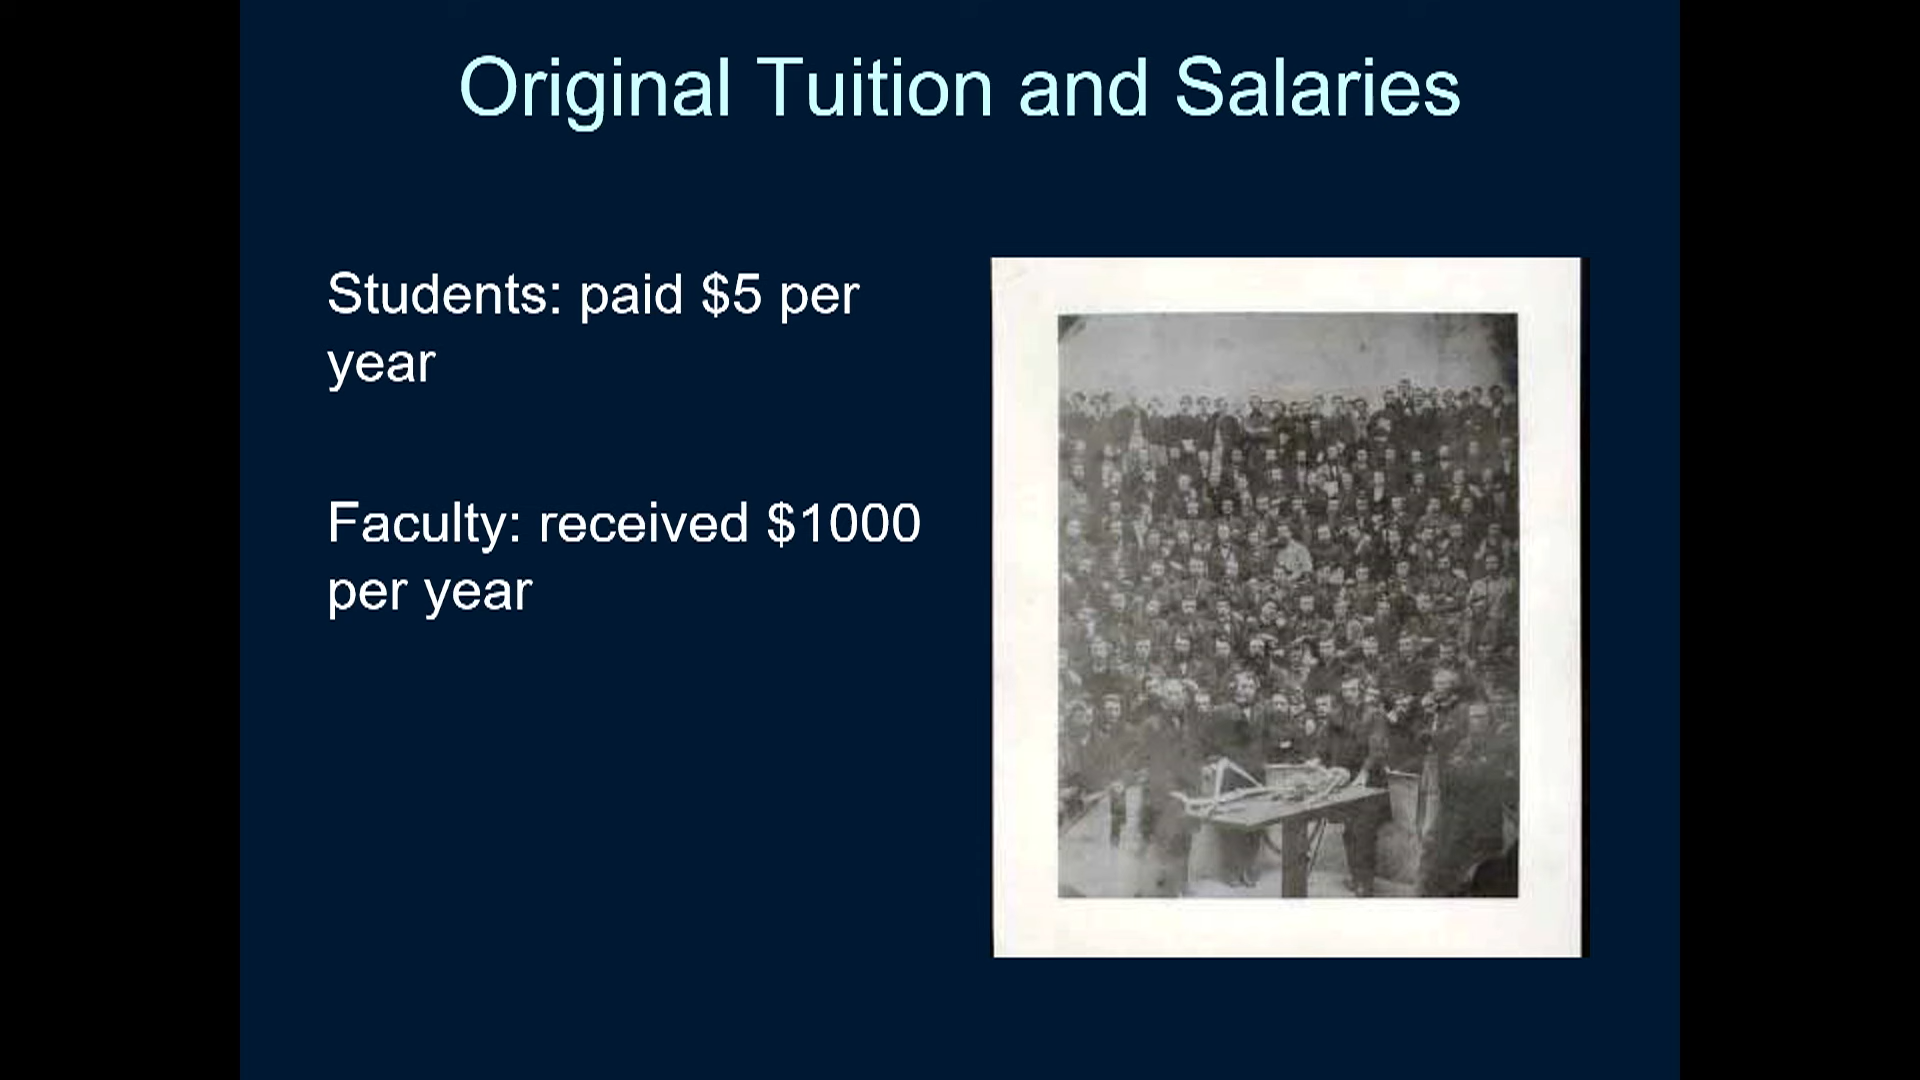 Original Tuition and Salaries
Students: paid $5 per
year
Faculty: received $1000
per year